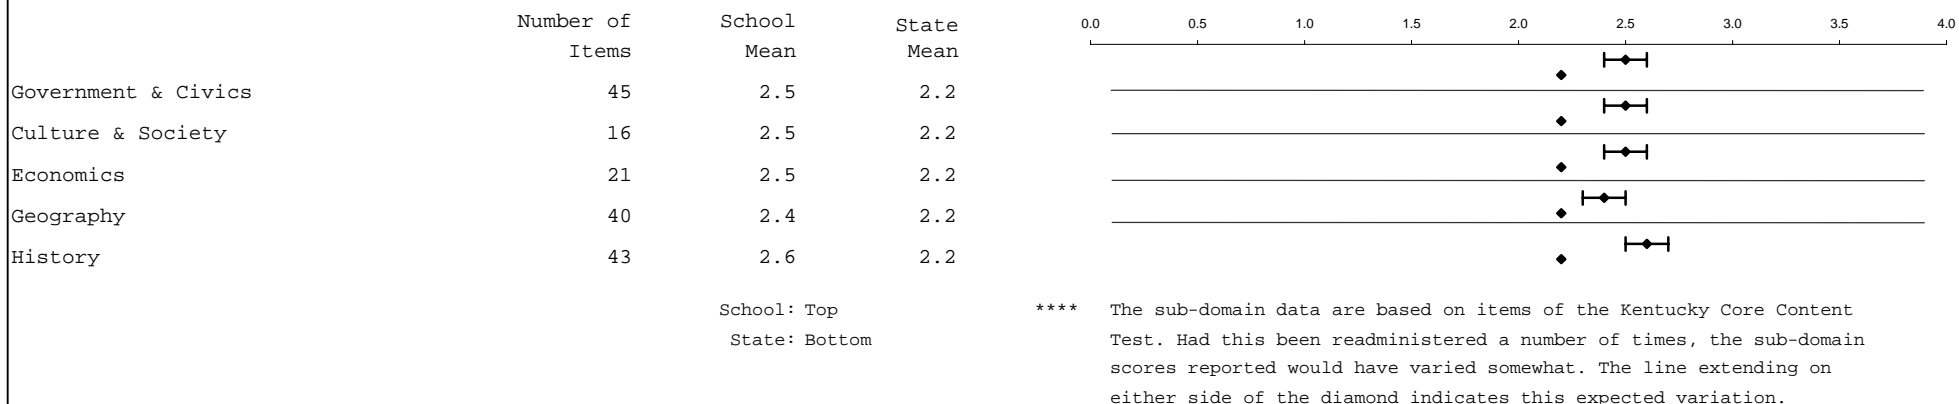 Number of School State 0.0 0.5 1.0 1.5 2.0 2.5 3.0 3.5 4.0
Items Mean Mean
Government & Civics 45 2.5 2.2
Culture & Society 16 2.5 2.2
Economics 21 2.5 2.2
Geography 40 2.4 2.2
History 43 2.6 2.2
School: Top
State: Bottom
**** The sub-domain data are based on items of the Kentucky Core Content
Test. Had this been readministered a number of times, the sub-domain
scores reported would have varied somewhat. The line extending on
either side of the diamond indicates this expected variation.